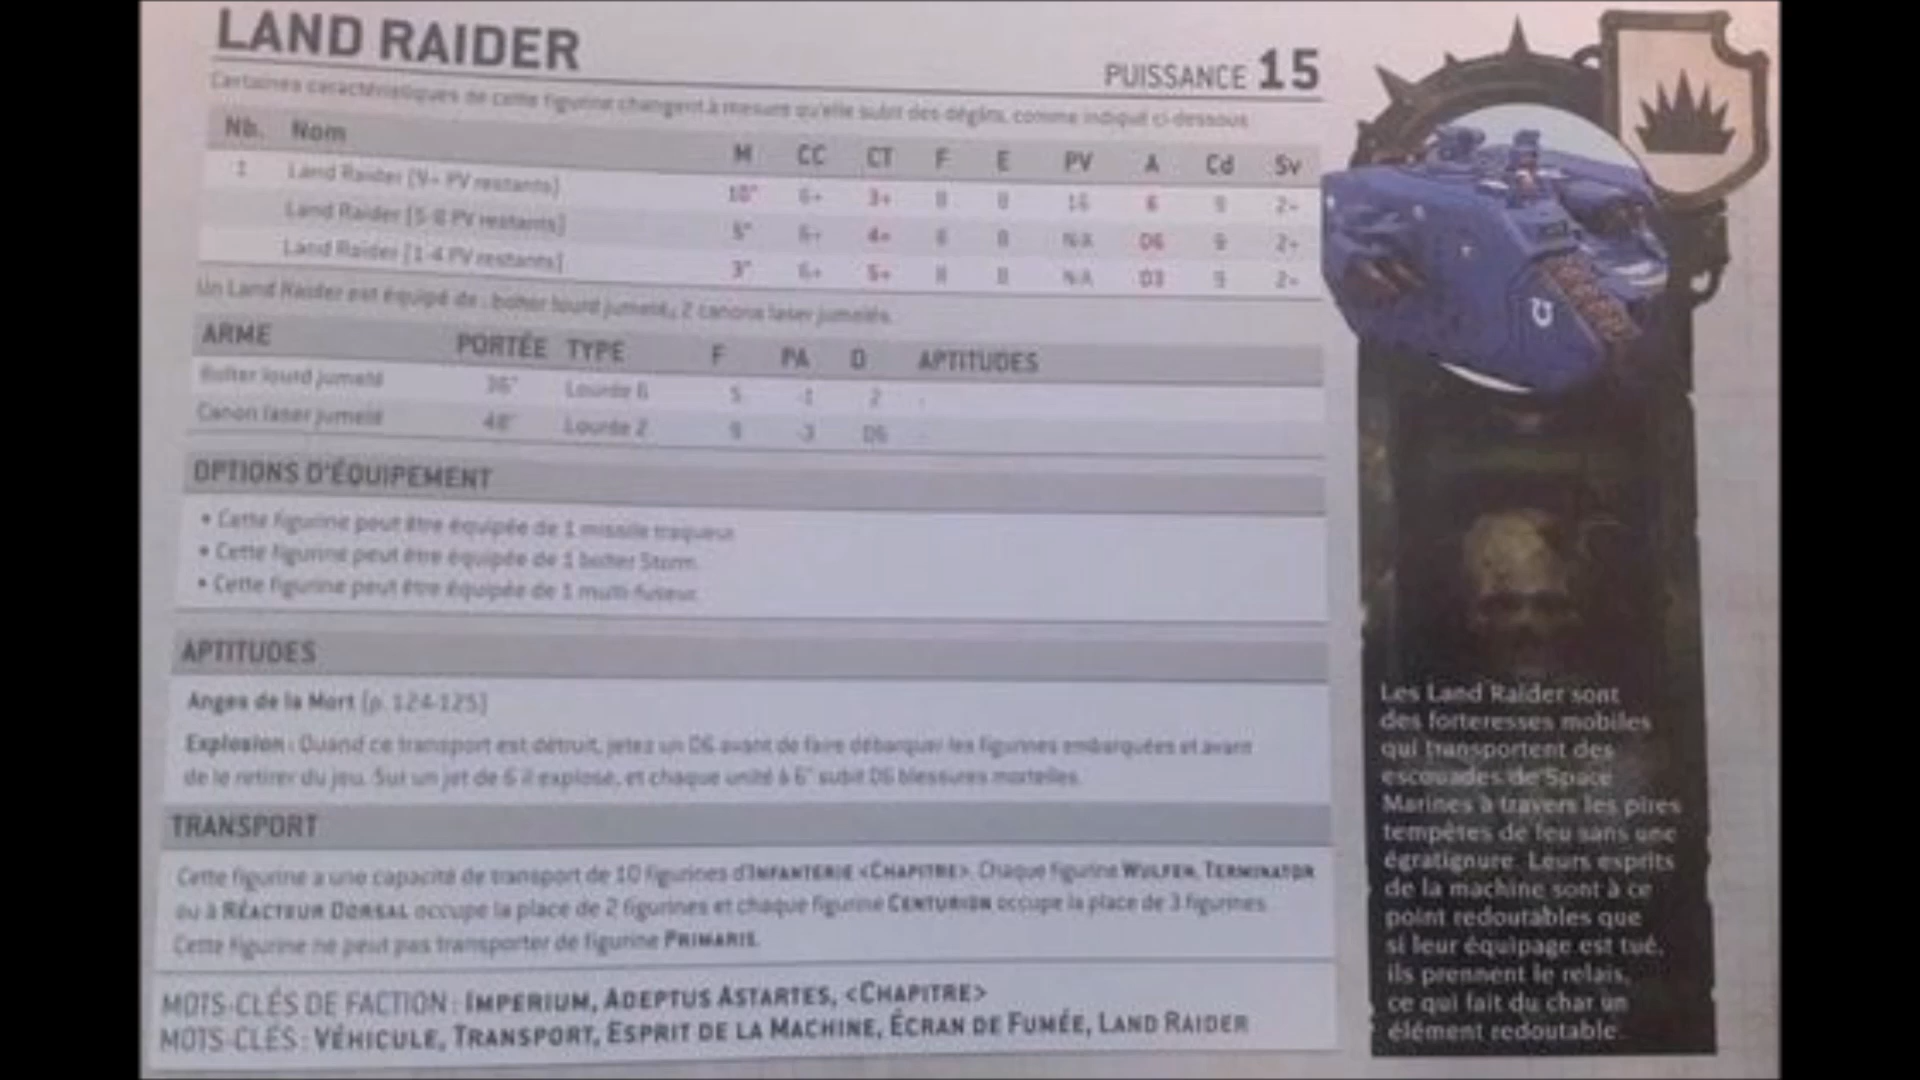 LAND RAIDER
PUISSANCE 15
Certaines caractéristiques de cette figurine changent à mesure qu'elle subit des dégâts, comme indiqué ci-dessous
Nb. Nom M CC CT F E PV A Cd Sv
1 Land Raider [9+ PV restants] 10" 6+ 3+ 8 8 16 6 9 2+
Land Raider [5-8 PV restants] 5" 6+ 4+ 8 8 N/A D6 9 2+
Land Raider [1-4 PV restants] 3" 6+ 5+ 8 8 N/A D3 9 2+
Un Land Raider est équipé de : bolter lourd jumelé, 2 canons laser jumelés.
ARME PORTÉE TYPE F PA D APTITUDES
Bolter lourd jumelé 36" Lourde 6 5 -1 2 -
Canon laser jumelé 48" Lourde 2 9 -3 D6 -
OPTIONS D'ÉQUIPEMENT
• Cette figurine peut être équipée de 1 missile traqueur.
• Cette figurine peut être équipée de 1 bolter Storm.
• Cette figurine peut être équipée de 1 multi-fuseur.
APTITUDES
Anges de la Mort (p. 124-125)
Explosion : Quand ce transport est détruit, jetez un D6 avant de faire débarquer les figurines embarquées et avant
de le retirer du jeu. Sur un jet de 6 il explose, et chaque unité à 6" subit D6 blessures mortelles.
TRANSPORT
Cette figurine a une capacité de transport de 10 figurines d'INFANTERIE <CHAPITRE>. Chaque figurine WULFEN, TERMINATOR
ou à RÉACTEUR DORSAL occupe la place de 2 figurines et chaque figurine CENTURION occupe la place de 3 figurines.
Cette figurine ne peut pas transporter de figurine PRIMARIS.
MOTS-CLÉS DE FACTION : IMPERIUM, ADEPTUS ASTARTES, <CHAPITRE>
MOTS-CLÉS : VÉHICULE, TRANSPORT, ESPRIT DE LA MACHINE, ÉCRAN DE FUMÉE, LAND RAIDER
Les Land Raider sont
des forteresses mobiles
qui transportent des
escouades de Space
Marines à travers les pires
tempêtes de feu sans une
égratignure. Leurs esprits
de la machine sont à ce
point redoutables que
si leur équipage est tué,
ils prennent le relais,
ce qui fait du char un
élément redoutable.